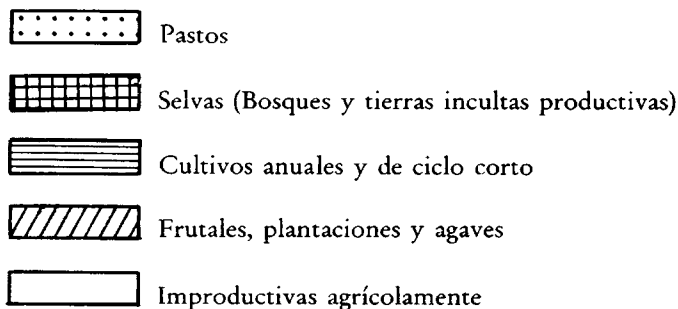 Pastos
Selvas (Bosques y tierras incultas productivas)
Cultivos anuales y de ciclo corto
Frutales, plantaciones y agaves
Improductivas agrícolamente